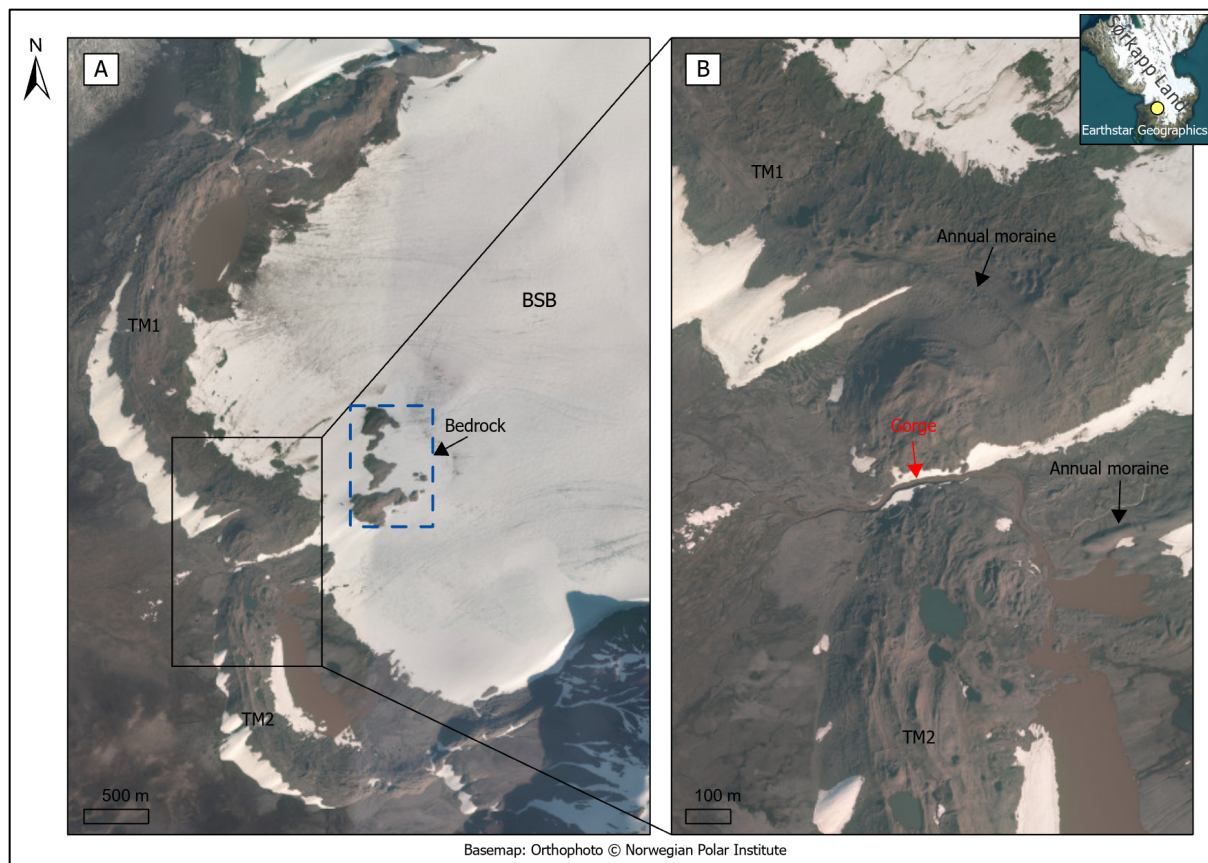 N
A
TM1
BSB
Bedrock
TM2
500 m
B
TM1
Annual moraine
Gorge
Annual moraine
TM2
100 m
Sørkapp Land
Earthstar Geographics
Basemap: Orthophoto © Norwegian Polar Institute